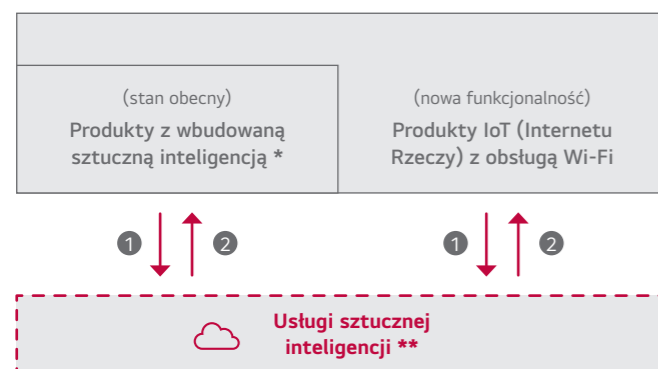 (stan obecny)
Produkty z wbudowaną
sztuczną inteligencją *
(nowa funkcjonalność)
Produkty IoT (Internetu
Rzeczy) z obsługą Wi-Fi
1 2
1 2
Usługi sztucznej
inteligencji **